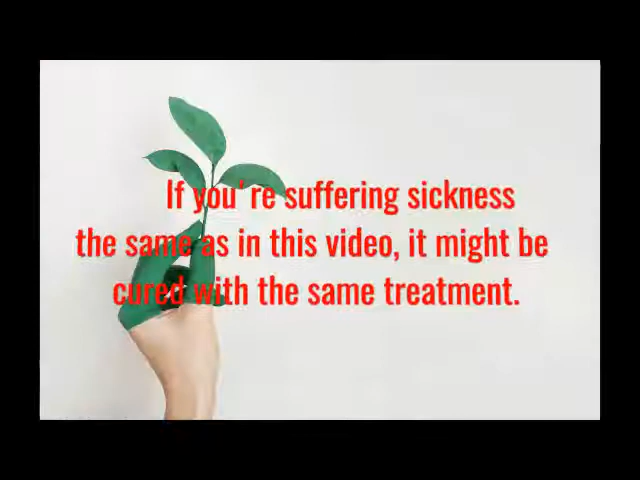 If you're suffering sickness
the same as in this video, it might be
cured with the same treatment.